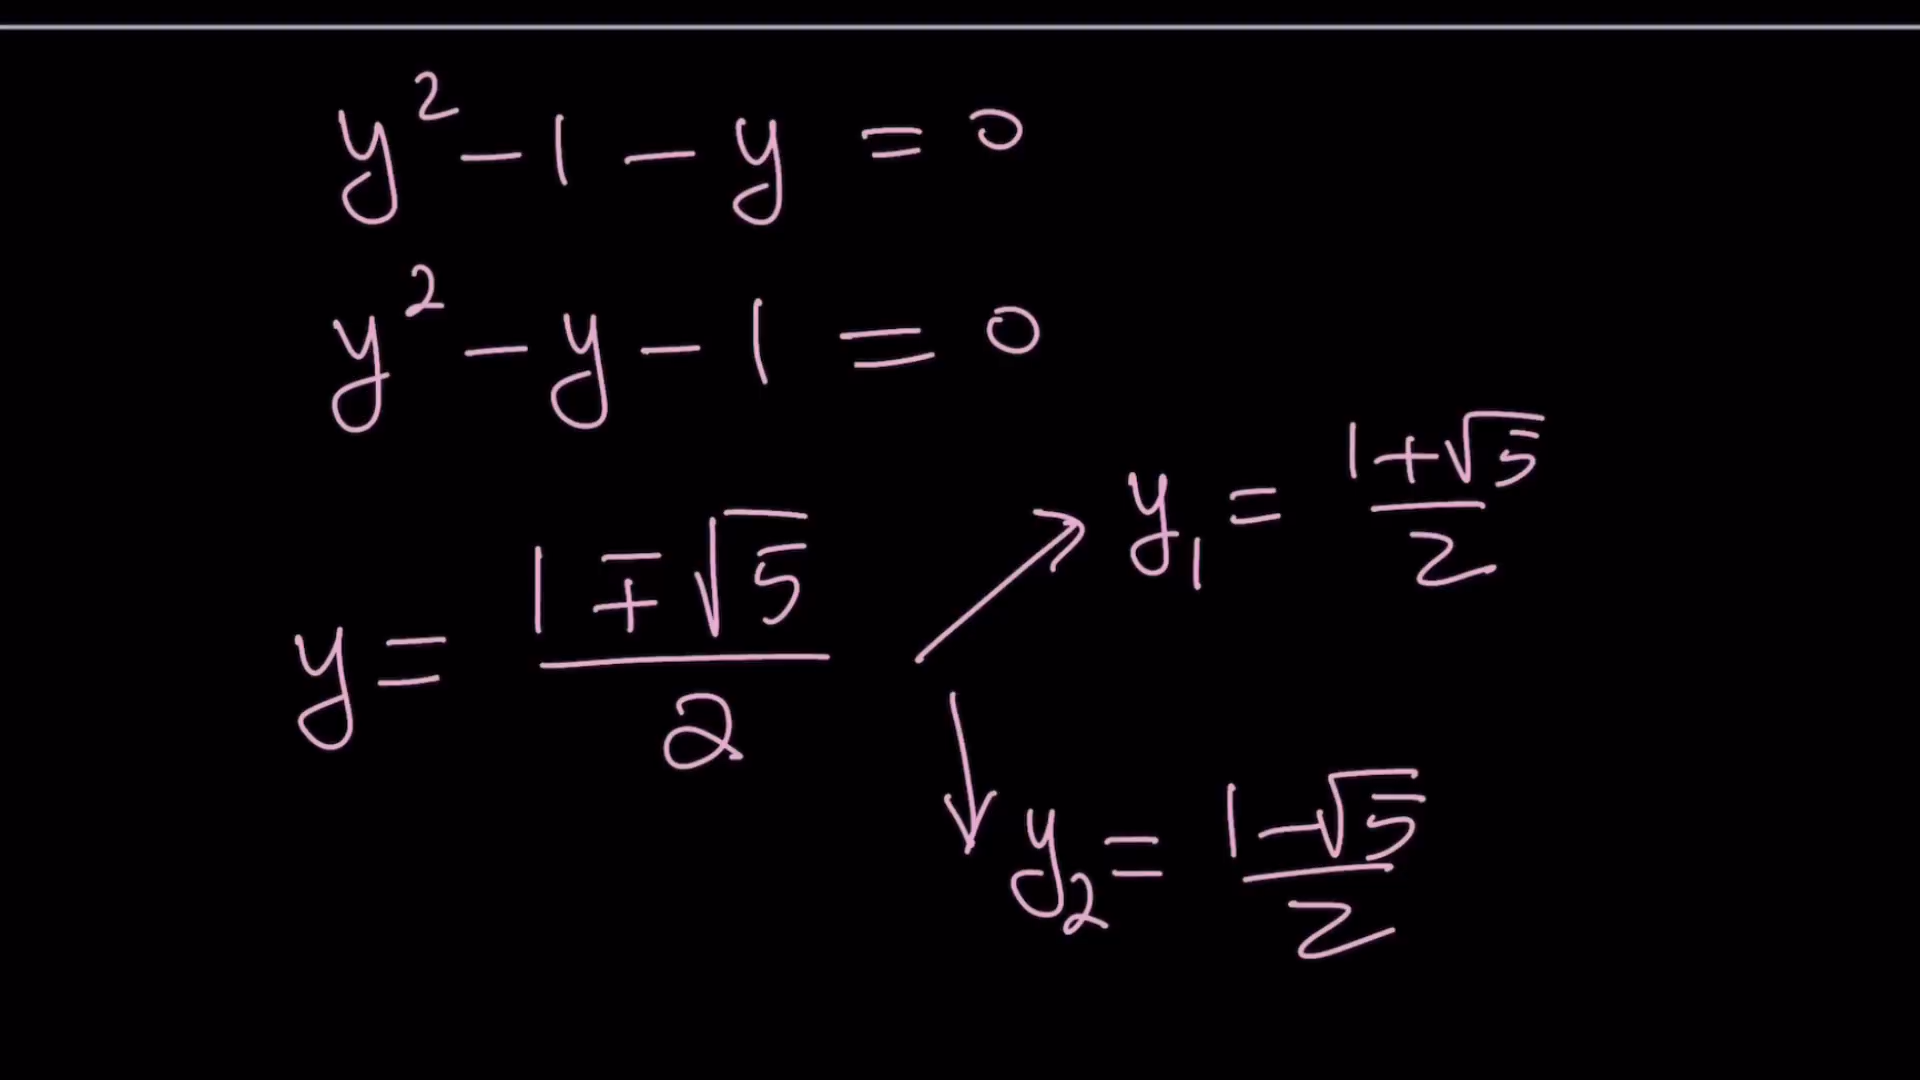 y² - 1 - y = 0
y² - y - 1 = 0
y = (1 ∓ √5)/2
y₁ = (1+√5)/2
y₂ = (1-√5)/2